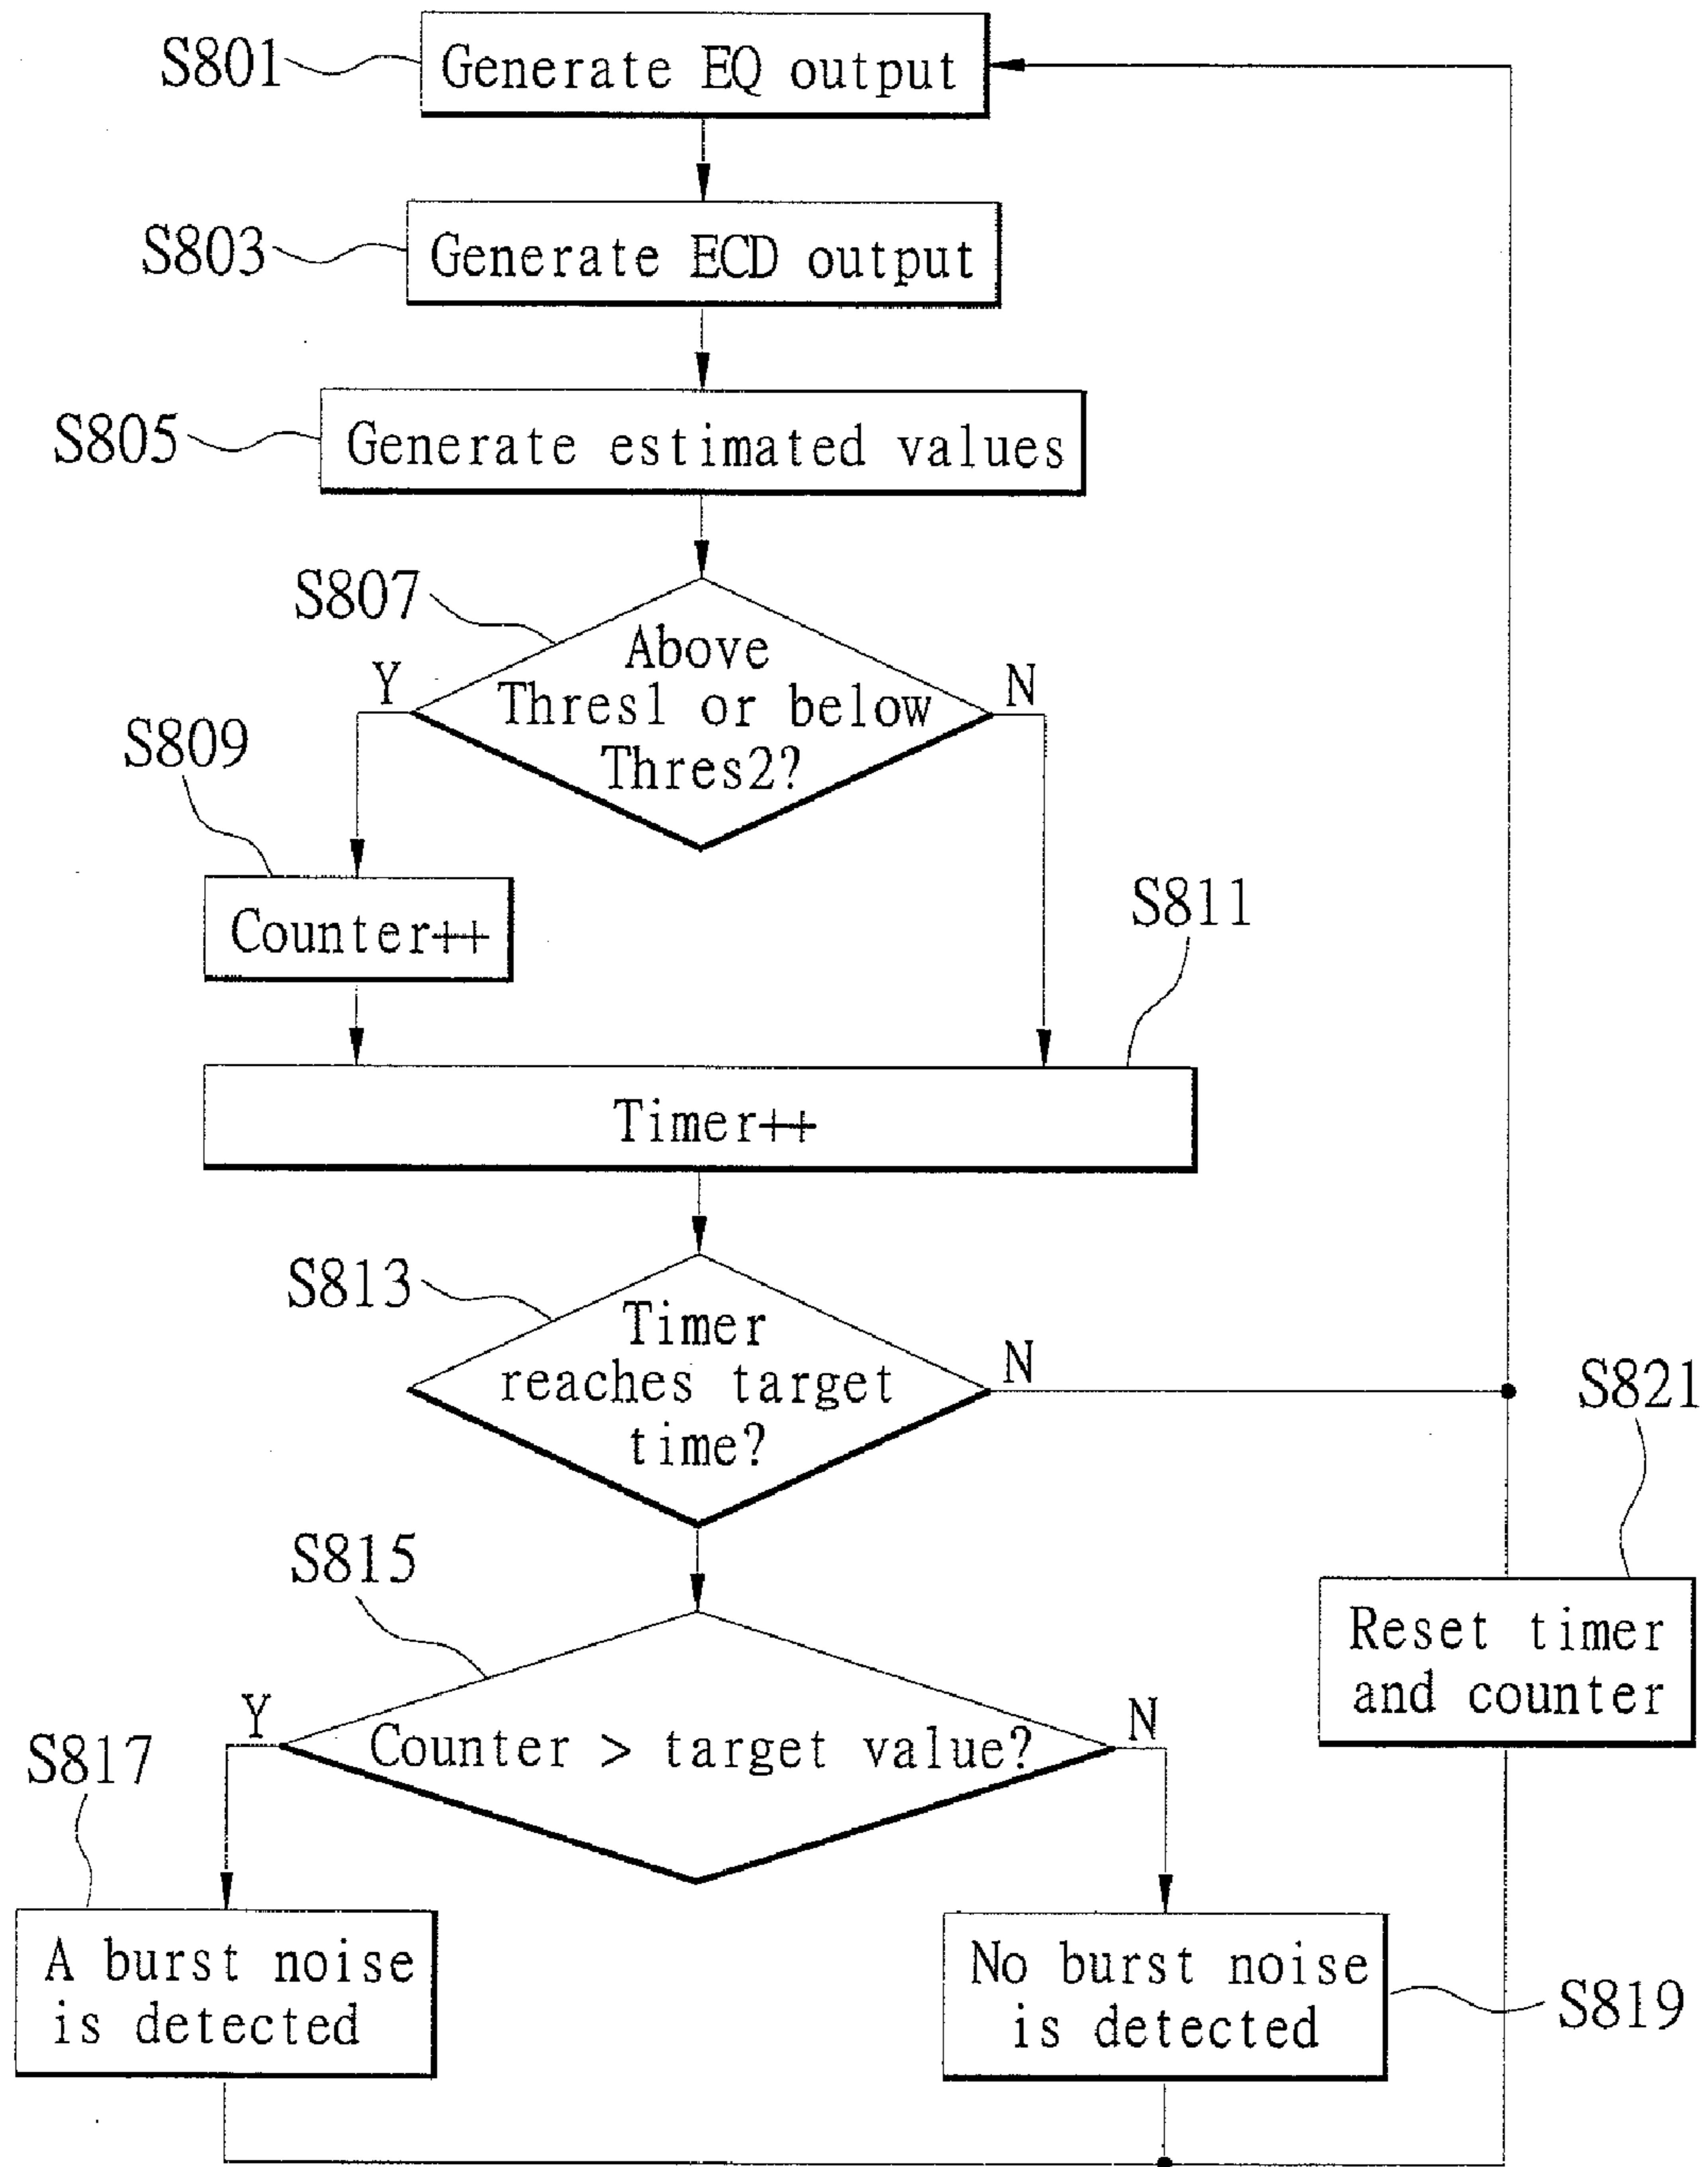 S801
Generate EQ output
S803
Generate ECD output
S805
Generate estimated values
S807
Above
Thres1 or below
Thres2?
Y
N
S809
Counter++
S811
Timer++
S813
Timer
reaches target
time?
N
S821
Reset timer
and counter
S815
Counter > target value?
Y
N
S817
A burst noise
is detected
No burst noise
is detected
S819